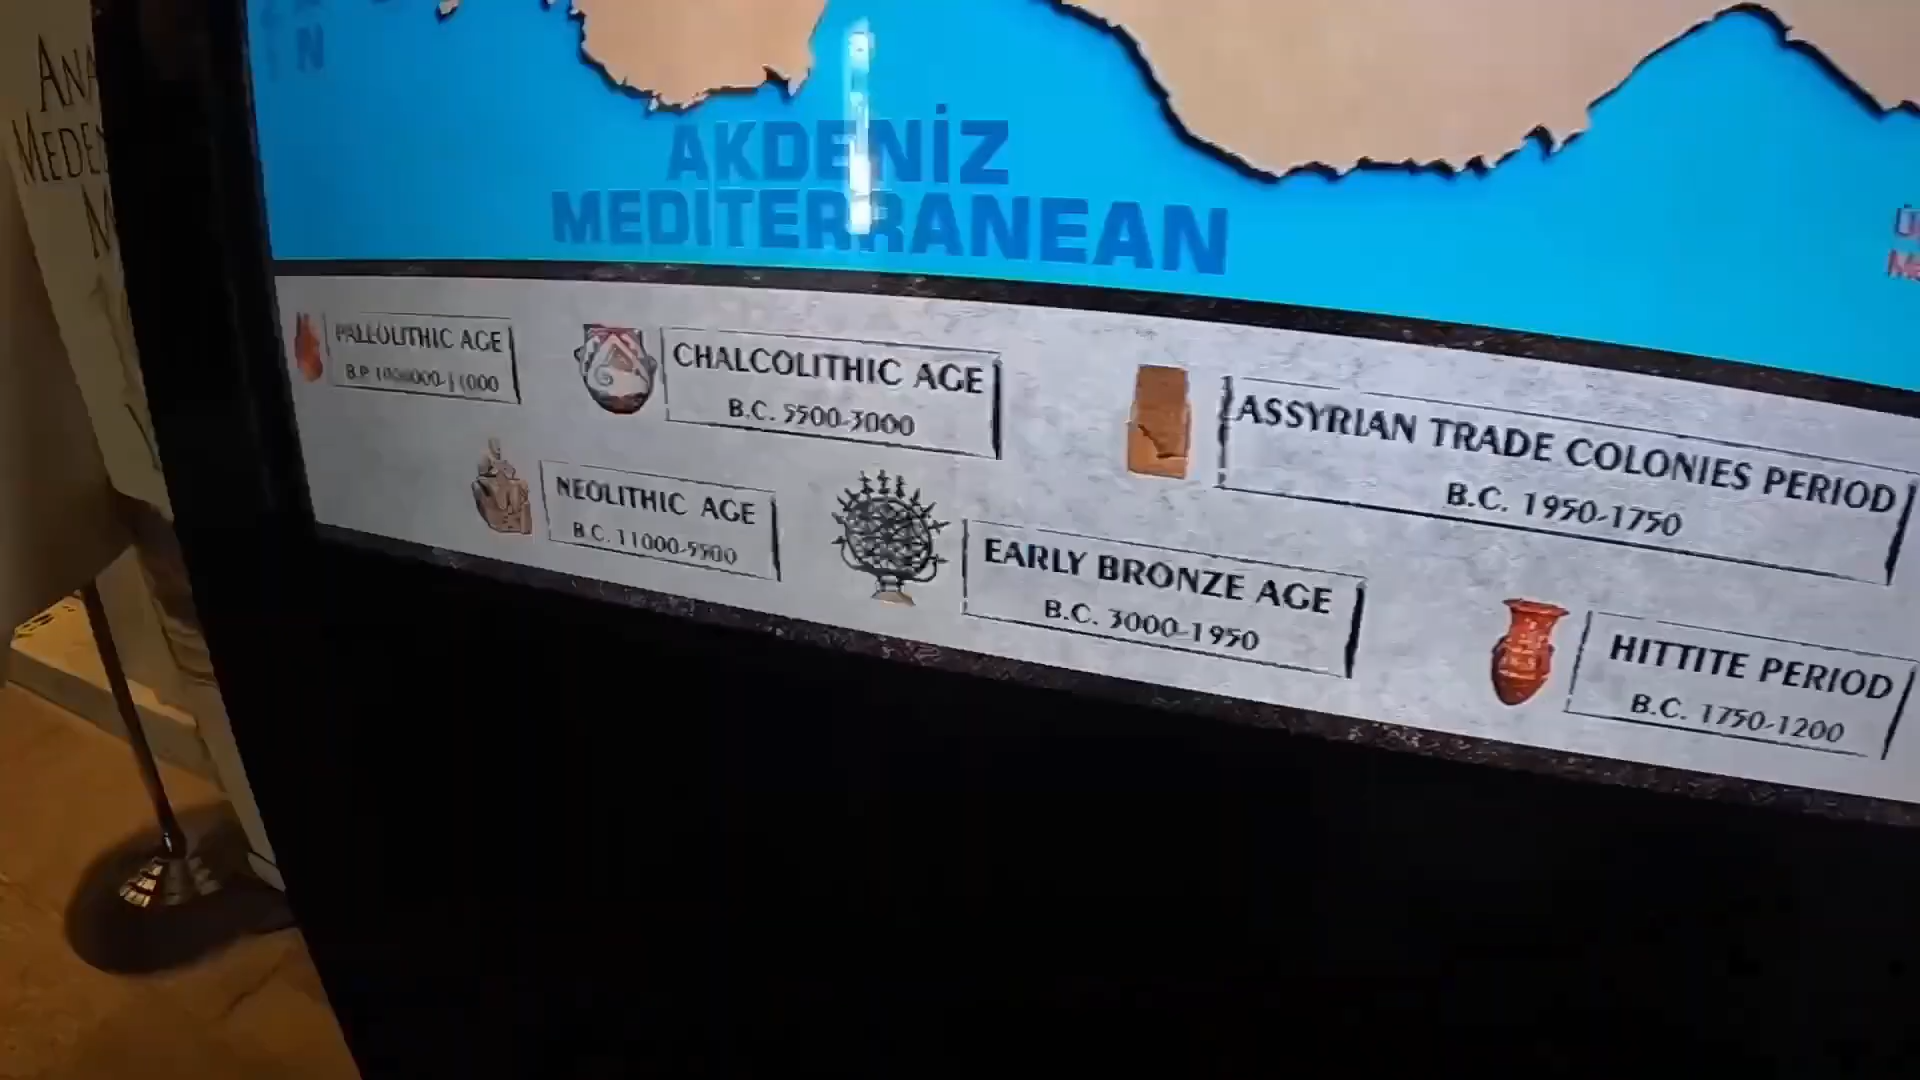 AKDENİZ
MEDITERRANEAN
PALEOLITHIC AGE
B.P.
CHALCOLITHIC AGE
B.C. 5500-3000
ASSYRIAN TRADE COLONIES PERIOD
B.C. 1950-1750
NEOLITHIC AGE
B.C. 11000-5500
EARLY BRONZE AGE
B.C. 3000-1950
HITTITE PERIOD
B.C. 1750-1200